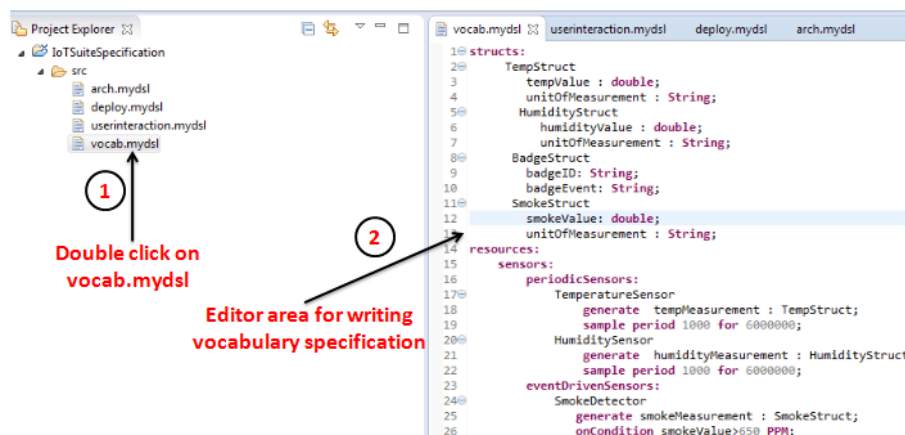 Project Explorer
IoTSuiteSpecification
src
arch.mydsl
deploy.mydsl
userinteraction.mydsl
vocab.mydsl
1
Double click on
vocab.mydsl
2
Editor area for writing
vocabulary specification
vocab.mydsl userinteraction.mydsl deploy.mydsl arch.mydsl
1 structs:
2 TempStruct
3 tempValue : double;
4 unitOfMeasurement : String;
5 HumidityStruct
6 humidityValue : double;
7 unitOfMeasurement : String;
8 BadgeStruct
9 badgeID: String;
10 badgeEvent: String;
11 SmokeStruct
12 smokeValue: double;
13 unitOfMeasurement : String;
14 resources:
15 sensors:
16 periodicSensors:
17 TemperatureSensor
18 generate tempMeasurement : TempStruct;
19 sample period 1000 for 6000000;
20 HumiditySensor
21 generate humidityMeasurement : HumidityStruct
22 sample period 1000 for 6000000;
23 eventDrivenSensors:
24 SmokeDetector
25 generate smokeMeasurement : SmokeStruct;
26 onCondition smokeValue>650 PPM;